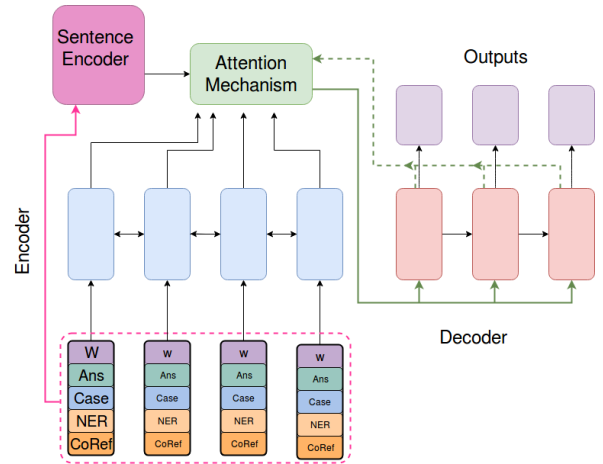 Sentence
Encoder
Attention
Mechanism
Outputs
Encoder
Decoder
W
Ans
Case
NER
CoRef
w
Ans
Case
NER
CoRef
w
Ans
Case
NER
CoRef
w
Ans
Case
NER
CoRef